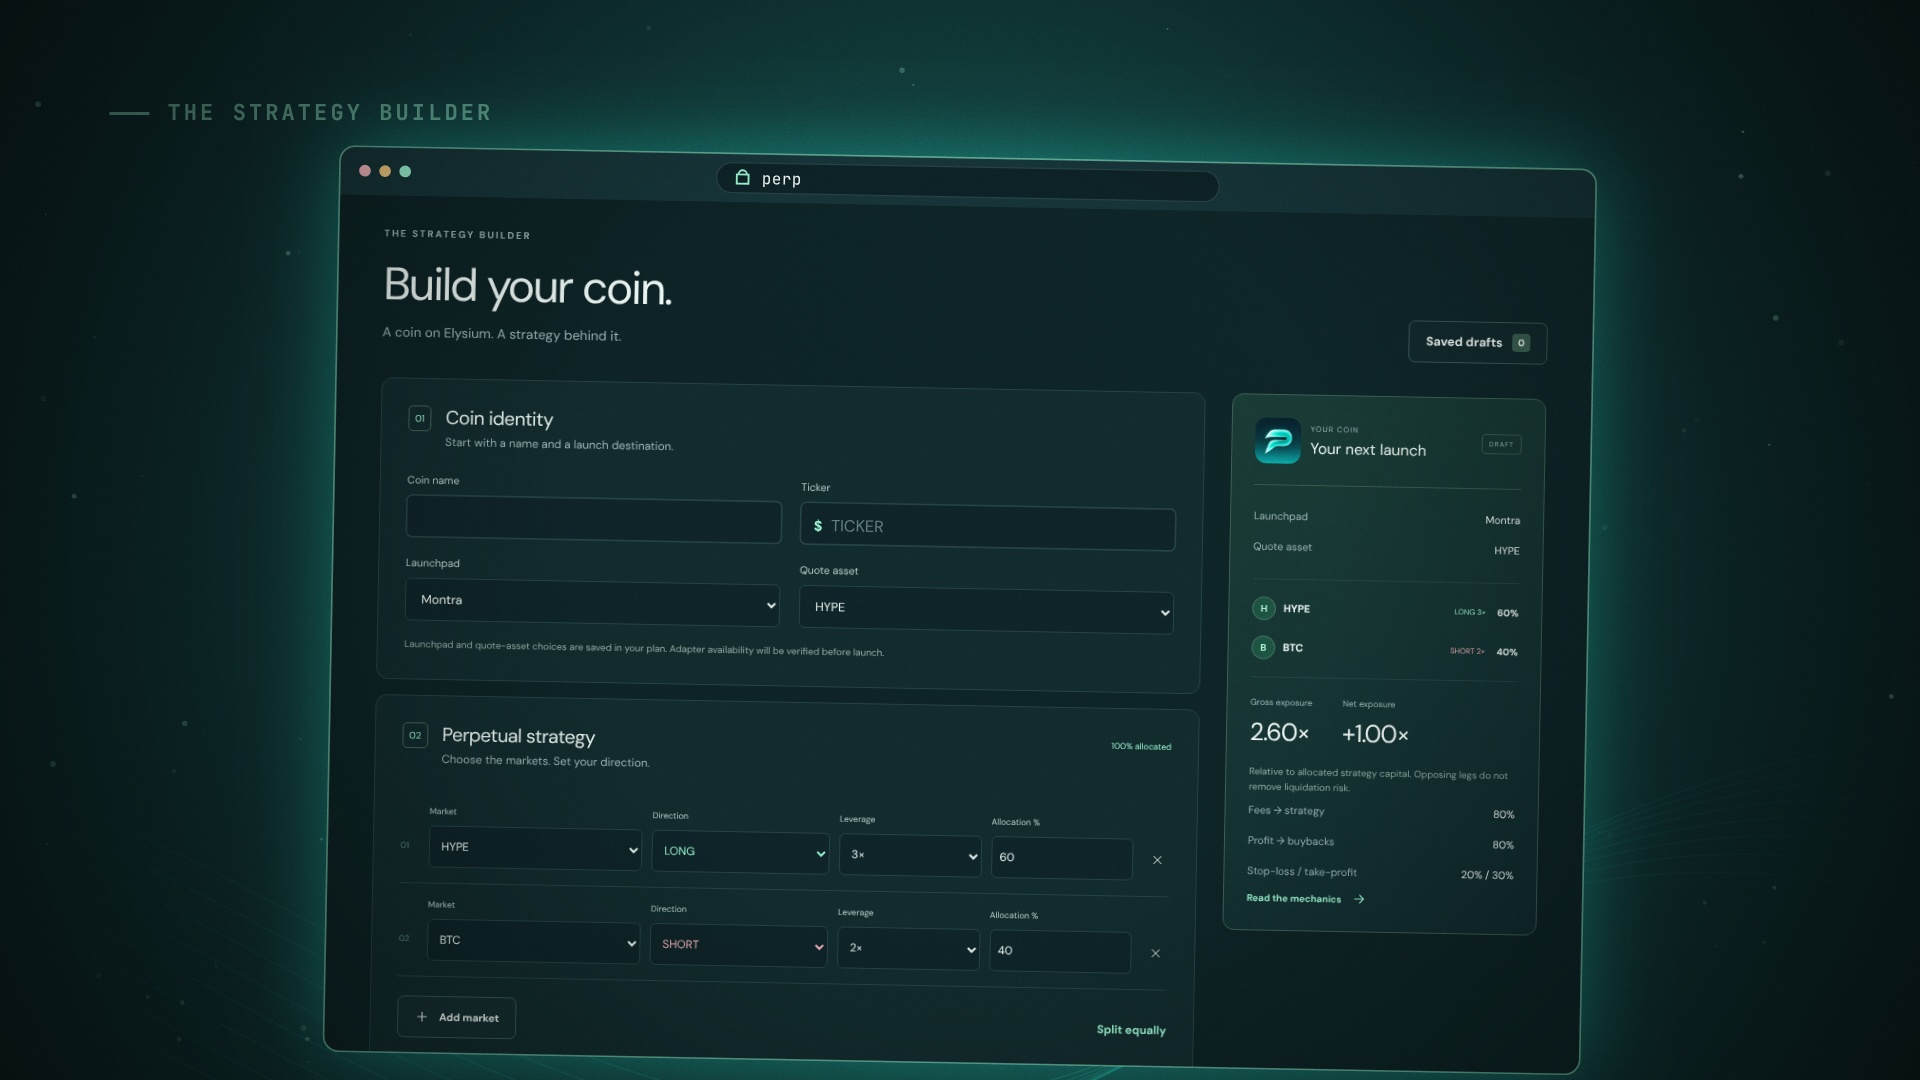 THE STRATEGY BUILDER
perp
THE STRATEGY BUILDER
Build your coin.
A coin on Elysium. A strategy behind it.
Saved drafts 0
01 Coin identity
Start with a name and a launch destination.
Coin name
Ticker
$ TICKER
Launchpad
Quote asset
Montra
HYPE
Launchpad and quote-asset choices are saved in your plan. Adapter availability will be verified before launch.
02 Perpetual strategy
Choose the markets. Set your direction.
100% allocated
Market Direction Leverage Allocation %
01 HYPE LONG 3× 60 ×
Market Direction Leverage Allocation %
02 BTC SHORT 2× 40 ×
+ Add market
Split equally
YOUR COIN
Your next launch
DRAFT
Launchpad Montra
Quote asset HYPE
H HYPE LONG 3× 60%
B BTC SHORT 2× 40%
Gross exposure Net exposure
2.60× +1.00×
Relative to allocated strategy capital. Opposing legs do not
remove liquidation risk.
Fees → strategy 80%
Profit → buybacks 80%
Stop-loss / take-profit 20% / 30%
Read the mechanics →